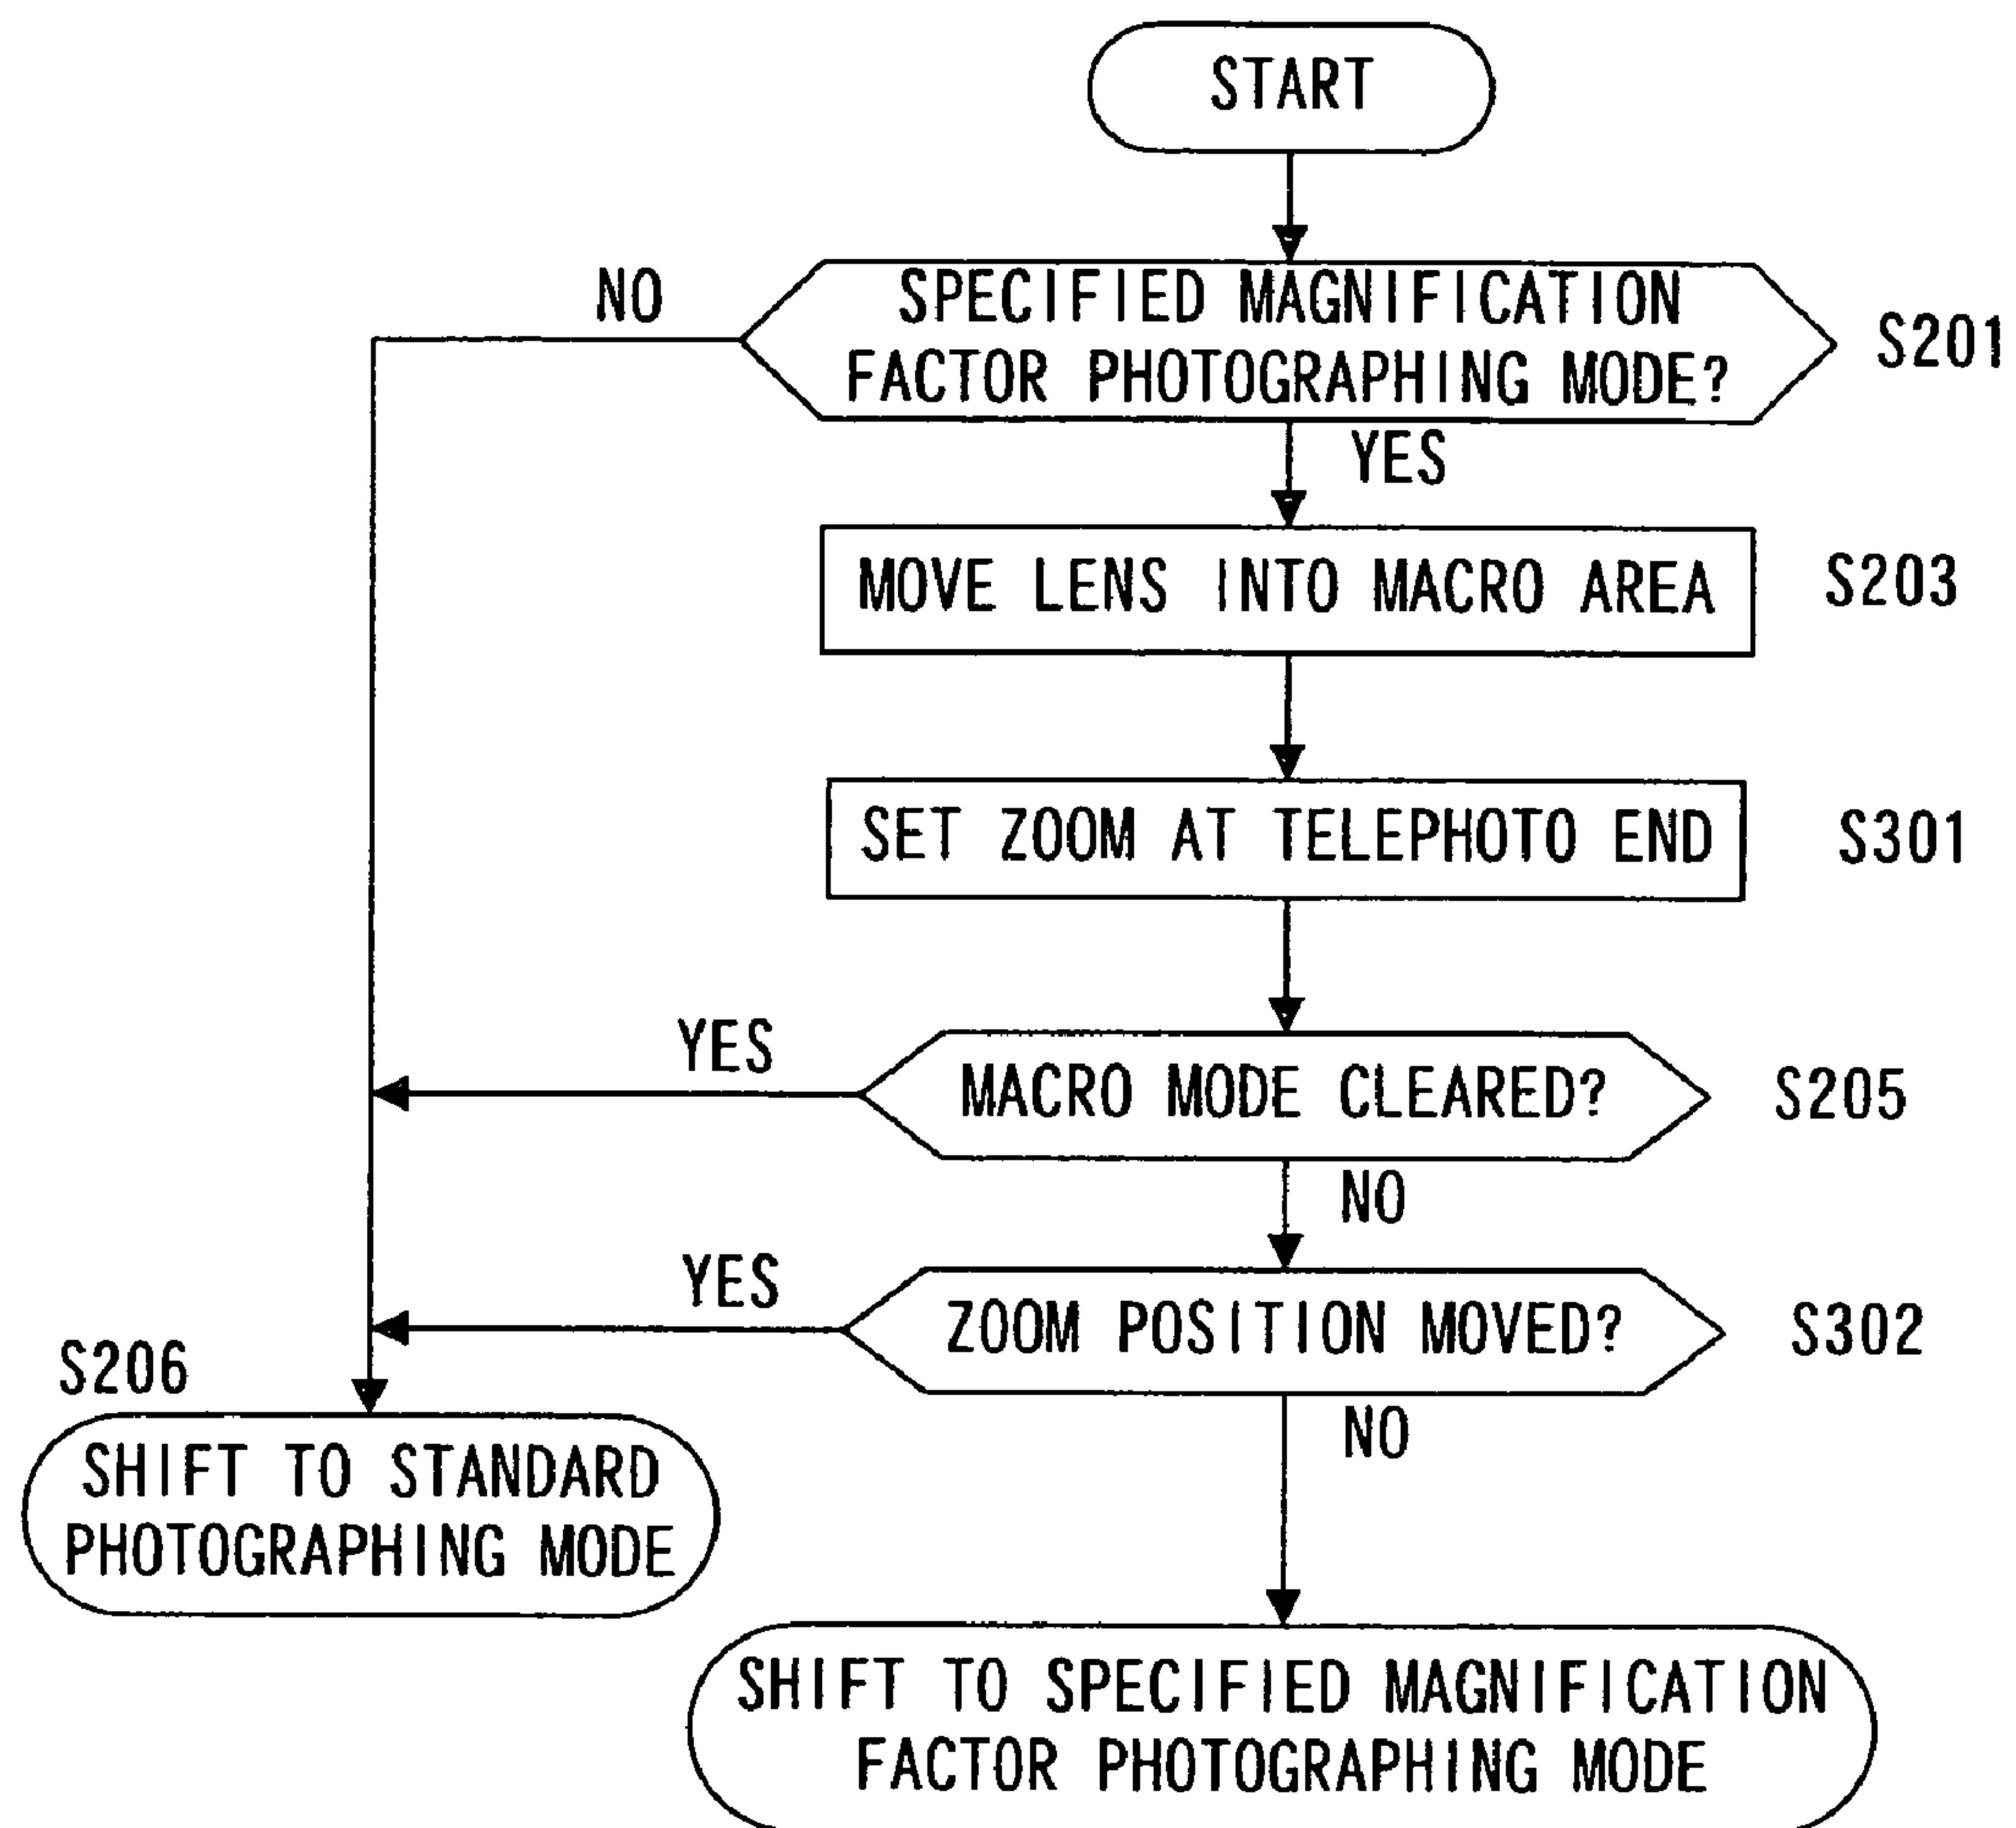 START
NO
SPECIFIED MAGNIFICATION
FACTOR PHOTOGRAPHING MODE?
S201
YES
MOVE LENS INTO MACRO AREA
S203
SET ZOOM AT TELEPHOTO END
S301
YES
MACRO MODE CLEARED?
S205
NO
YES
ZOOM POSITION MOVED?
S302
S206
NO
SHIFT TO STANDARD
PHOTOGRAPHING MODE
SHIFT TO SPECIFIED MAGNIFICATION
FACTOR PHOTOGRAPHING MODE